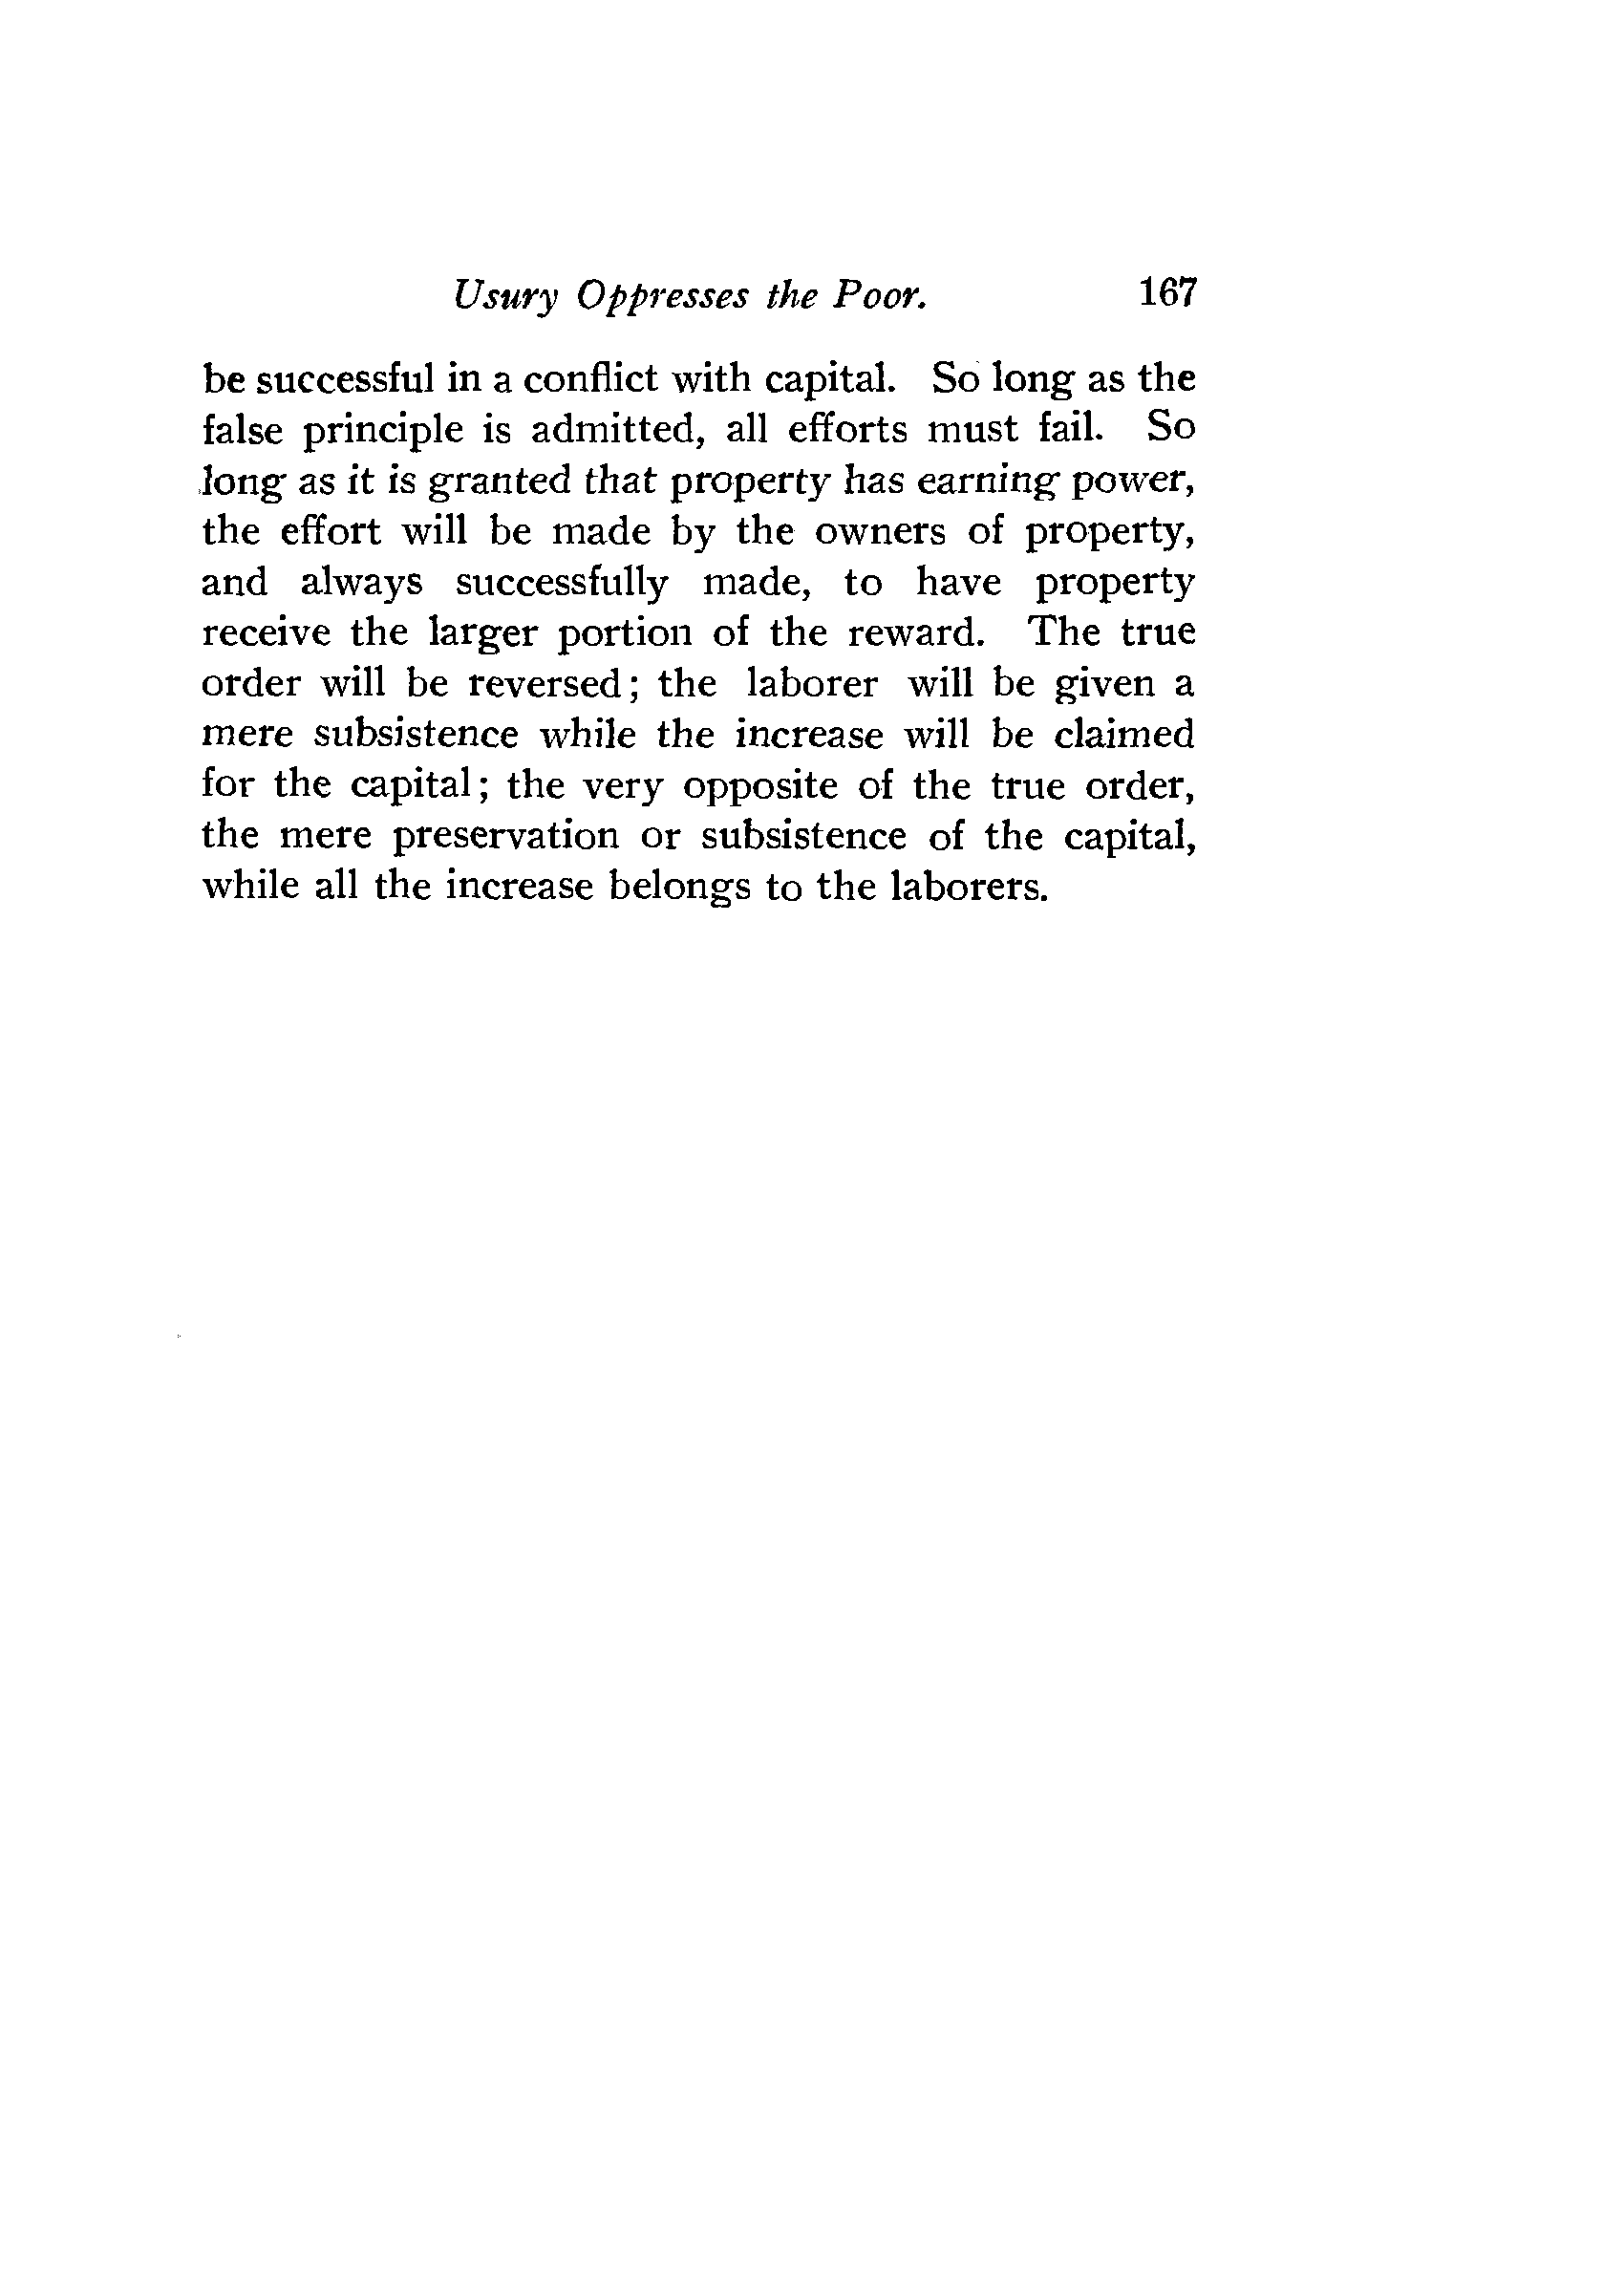 Usury Oppresses the Poor. 167
be successful in a conflict with capital. So long as the
false principle is admitted, all efforts must fail. So
long as it is granted that property has earning power,
the effort will be made by the owners of property,
and always successfully made, to have property
receive the larger portion of the reward. The true
order will be reversed; the laborer will be given a
mere subsistence while the increase will be claimed
for the capital; the very opposite of the true order,
the mere preservation or subsistence of the capital,
while all the increase belongs to the laborers.